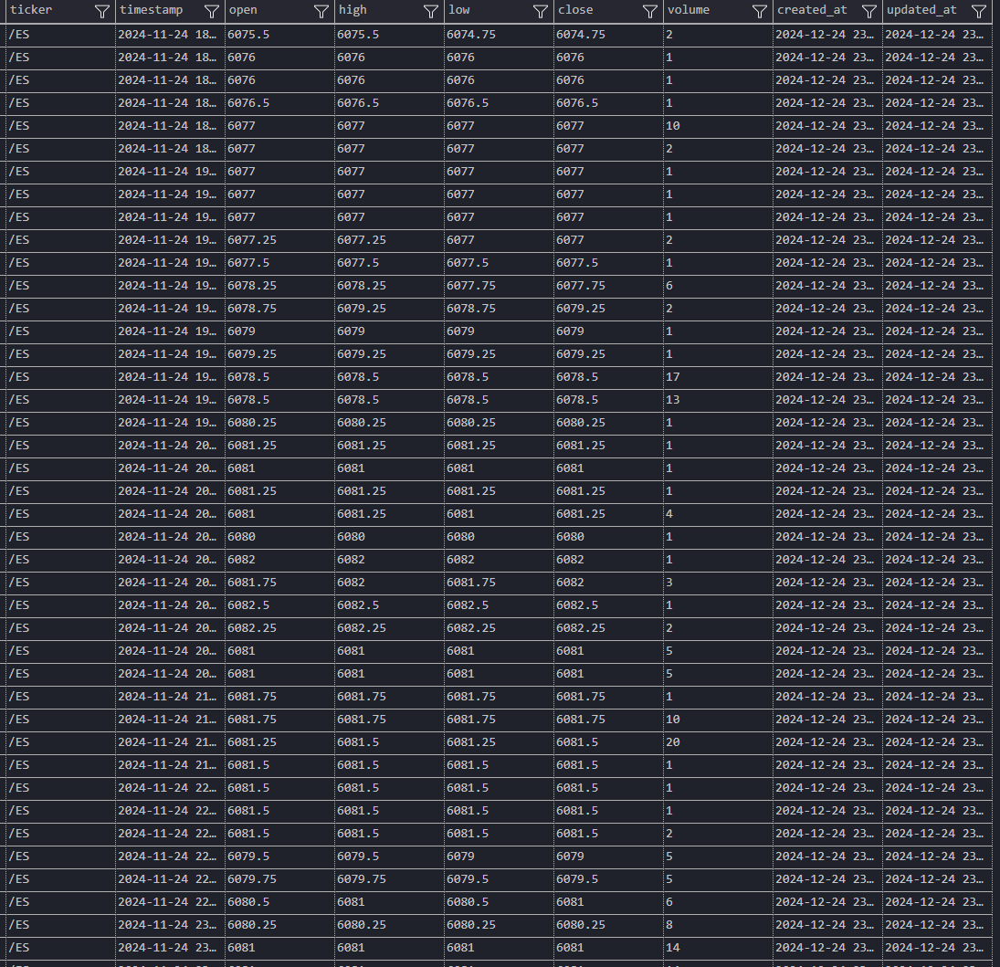 ticker timestamp open high low close volume created_at updated_at
/ES 2024-11-24 18… 6075.5 6075.5 6074.75 6074.75 2 2024-12-24 23… 2024-12-24 23…
/ES 2024-11-24 18… 6076 6076 6076 6076 1 2024-12-24 23… 2024-12-24 23…
/ES 2024-11-24 18… 6076 6076 6076 6076 1 2024-12-24 23… 2024-12-24 23…
/ES 2024-11-24 18… 6076.5 6076.5 6076.5 6076.5 1 2024-12-24 23… 2024-12-24 23…
/ES 2024-11-24 18… 6077 6077 6077 6077 10 2024-12-24 23… 2024-12-24 23…
/ES 2024-11-24 18… 6077 6077 6077 6077 2 2024-12-24 23… 2024-12-24 23…
/ES 2024-11-24 19… 6077 6077 6077 6077 1 2024-12-24 23… 2024-12-24 23…
/ES 2024-11-24 19… 6077 6077 6077 6077 1 2024-12-24 23… 2024-12-24 23…
/ES 2024-11-24 19… 6077 6077 6077 6077 1 2024-12-24 23… 2024-12-24 23…
/ES 2024-11-24 19… 6077.25 6077.25 6077 6077 2 2024-12-24 23… 2024-12-24 23…
/ES 2024-11-24 19… 6077.5 6077.5 6077.5 6077.5 1 2024-12-24 23… 2024-12-24 23…
/ES 2024-11-24 19… 6078.25 6078.25 6077.75 6077.75 6 2024-12-24 23… 2024-12-24 23…
/ES 2024-11-24 19… 6078.75 6079.25 6078.75 6079.25 2 2024-12-24 23… 2024-12-24 23…
/ES 2024-11-24 19… 6079 6079 6079 6079 1 2024-12-24 23… 2024-12-24 23…
/ES 2024-11-24 19… 6079.25 6079.25 6079.25 6079.25 1 2024-12-24 23… 2024-12-24 23…
/ES 2024-11-24 19… 6078.5 6078.5 6078.5 6078.5 17 2024-12-24 23… 2024-12-24 23…
/ES 2024-11-24 19… 6078.5 6078.5 6078.5 6078.5 13 2024-12-24 23… 2024-12-24 23…
/ES 2024-11-24 19… 6080.25 6080.25 6080.25 6080.25 1 2024-12-24 23… 2024-12-24 23…
/ES 2024-11-24 20… 6081.25 6081.25 6081.25 6081.25 1 2024-12-24 23… 2024-12-24 23…
/ES 2024-11-24 20… 6081 6081 6081 6081 1 2024-12-24 23… 2024-12-24 23…
/ES 2024-11-24 20… 6081.25 6081.25 6081.25 6081.25 1 2024-12-24 23… 2024-12-24 23…
/ES 2024-11-24 20… 6081 6081.25 6081 6081.25 4 2024-12-24 23… 2024-12-24 23…
/ES 2024-11-24 20… 6080 6080 6080 6080 1 2024-12-24 23… 2024-12-24 23…
/ES 2024-11-24 20… 6082 6082 6082 6082 1 2024-12-24 23… 2024-12-24 23…
/ES 2024-11-24 20… 6081.75 6082 6081.75 6082 3 2024-12-24 23… 2024-12-24 23…
/ES 2024-11-24 20… 6082.5 6082.5 6082.5 6082.5 1 2024-12-24 23… 2024-12-24 23…
/ES 2024-11-24 20… 6082.25 6082.25 6082.25 6082.25 2 2024-12-24 23… 2024-12-24 23…
/ES 2024-11-24 20… 6081 6081 6081 6081 5 2024-12-24 23… 2024-12-24 23…
/ES 2024-11-24 20… 6081 6081 6081 6081 5 2024-12-24 23… 2024-12-24 23…
/ES 2024-11-24 21… 6081.75 6081.75 6081.75 6081.75 1 2024-12-24 23… 2024-12-24 23…
/ES 2024-11-24 21… 6081.75 6081.75 6081.75 6081.75 10 2024-12-24 23… 2024-12-24 23…
/ES 2024-11-24 21… 6081.25 6081.5 6081.25 6081.5 20 2024-12-24 23… 2024-12-24 23…
/ES 2024-11-24 21… 6081.5 6081.5 6081.5 6081.5 1 2024-12-24 23… 2024-12-24 23…
/ES 2024-11-24 22… 6081.5 6081.5 6081.5 6081.5 1 2024-12-24 23… 2024-12-24 23…
/ES 2024-11-24 22… 6081.5 6081.5 6081.5 6081.5 1 2024-12-24 23… 2024-12-24 23…
/ES 2024-11-24 22… 6081.5 6081.5 6081.5 6081.5 2 2024-12-24 23… 2024-12-24 23…
/ES 2024-11-24 22… 6079.5 6079.5 6079 6079 5 2024-12-24 23… 2024-12-24 23…
/ES 2024-11-24 22… 6079.75 6079.75 6079.5 6079.5 5 2024-12-24 23… 2024-12-24 23…
/ES 2024-11-24 22… 6080.5 6081 6080.5 6081 6 2024-12-24 23… 2024-12-24 23…
/ES 2024-11-24 23… 6080.25 6080.25 6080.25 6080.25 8 2024-12-24 23… 2024-12-24 23…
/ES 2024-11-24 23… 6081 6081 6081 6081 14 2024-12-24 23… 2024-12-24 23…